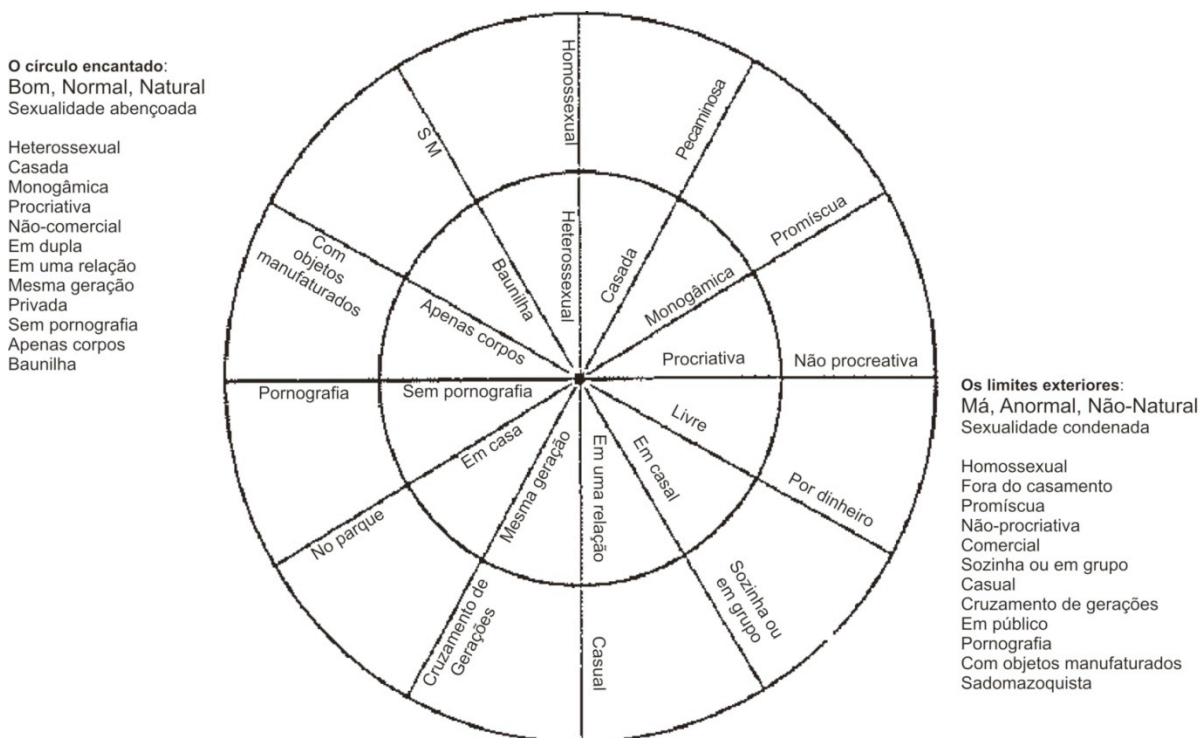 O círculo encantado:
Bom, Normal, Natural
Sexualidade abençoada
Heterossexual
Casada
Monogâmica
Procriativa
Não-comercial
Em dupla
Em uma relação
Mesma geração
Privada
Sem pornografia
Apenas corpos
Baunilha
Homossexual
Heterossexual
Pecaminosa
Casada
Promíscua
Monogâmica
Procriativa
Não procreativa
Livre
Por dinheiro
Em casal
Sozinha ou
em grupo
Em uma relação
Casual
Mesma geração
Cruzamento de
Gerações
Em casa
No parque
Sem pornografia
Pornografia
Apenas corpos
Com
objetos
manufaturados
Baunilha
S M
Os limites exteriores:
Má, Anormal, Não-Natural
Sexualidade condenada
Homossexual
Fora do casamento
Promíscua
Não-procriativa
Comercial
Sozinha ou em grupo
Casual
Cruzamento de gerações
Em público
Pornografia
Com objetos manufaturados
Sadomazoquista